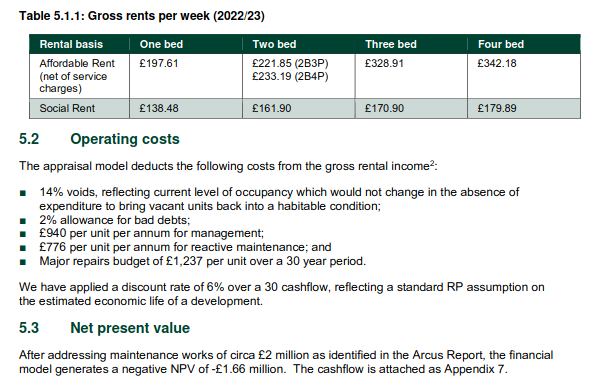 Table 5.1.1: Gross rents per week (2022/23)
Rental basis One bed Two bed Three bed Four bed
Affordable Rent £197.61 £221.85 (2B3P) £328.91 £342.18
(net of service £233.19 (2B4P)
charges)
Social Rent £138.48 £161.90 £170.90 £179.89
5.2 Operating costs
The appraisal model deducts the following costs from the gross rental income2:
■ 14% voids, reflecting current level of occupancy which would not change in the absence of
expenditure to bring vacant units back into a habitable condition;
■ 2% allowance for bad debts;
■ £940 per unit per annum for management;
■ £776 per unit per annum for reactive maintenance; and
■ Major repairs budget of £1,237 per unit over a 30 year period.
We have applied a discount rate of 6% over a 30 cashflow, reflecting a standard RP assumption on
the estimated economic life of a development.
5.3 Net present value
After addressing maintenance works of circa £2 million as identified in the Arcus Report, the financial
model generates a negative NPV of -£1.66 million. The cashflow is attached as Appendix 7.